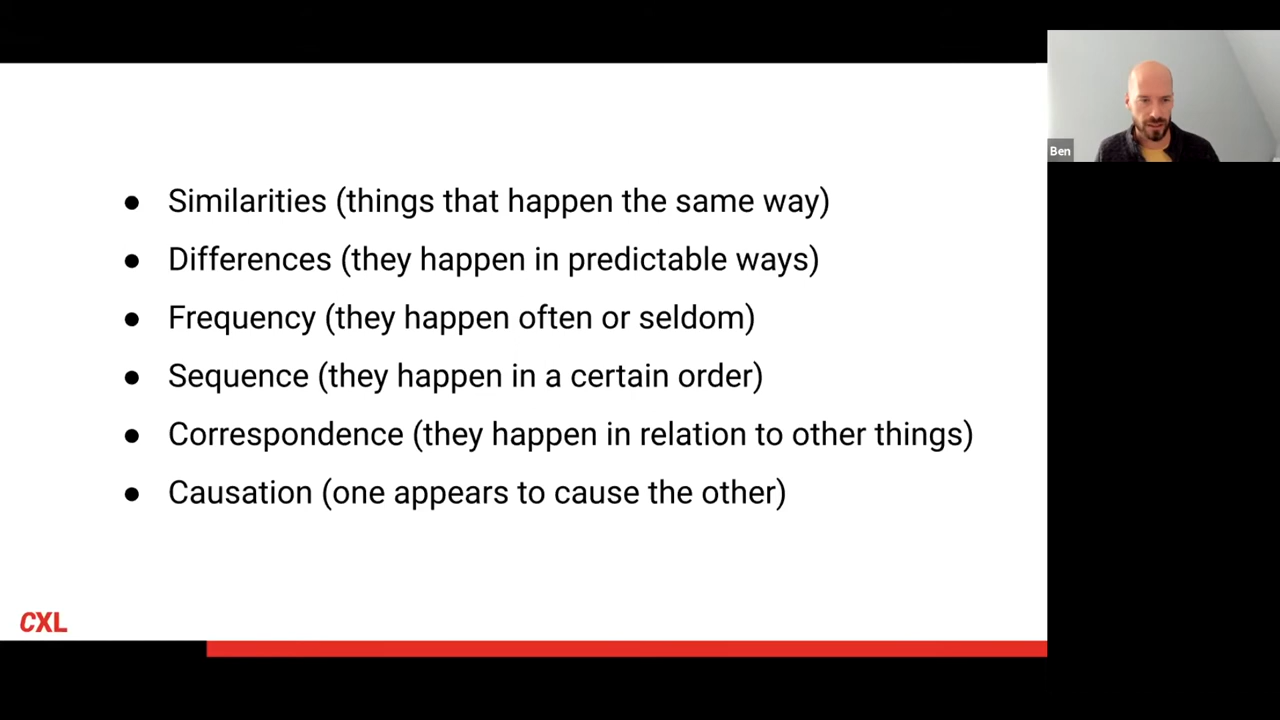 ● Similarities (things that happen the same way)
● Differences (they happen in predictable ways)
● Frequency (they happen often or seldom)
● Sequence (they happen in a certain order)
● Correspondence (they happen in relation to other things)
● Causation (one appears to cause the other)
CXL
Ben